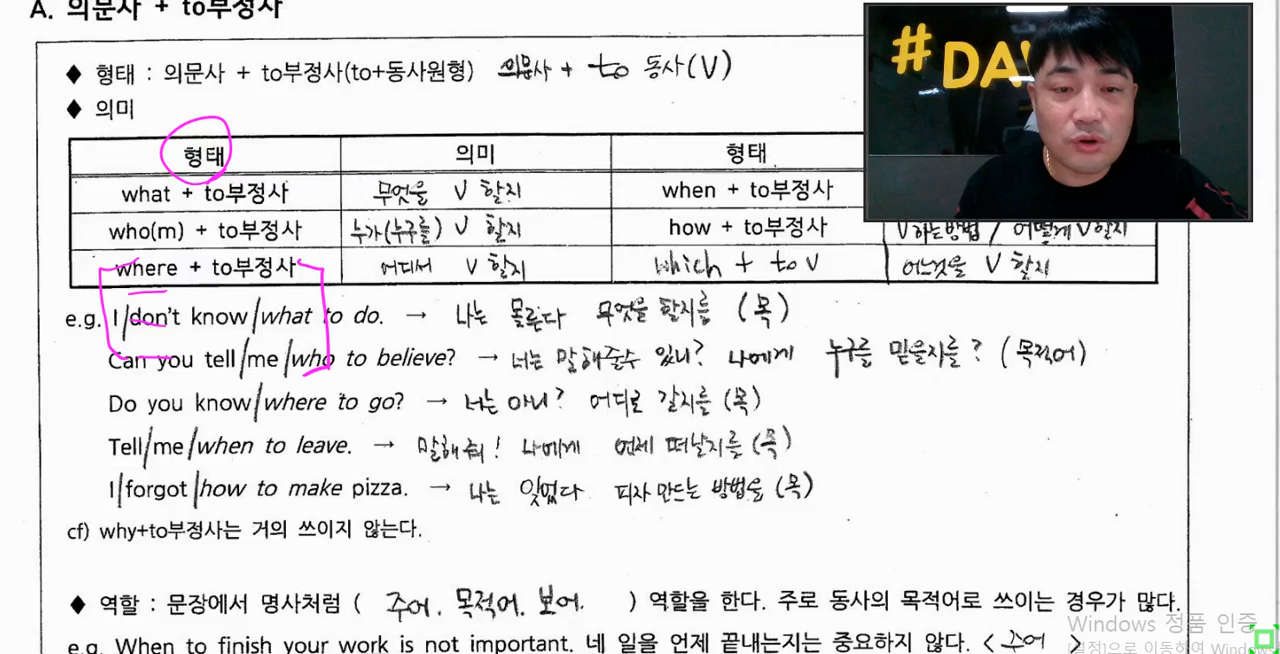 A. 의문사 + to부정사
#DA
◆ 형태 : 의문사 + to부정사(to+동사원형) 의문사 + to 동사(V)
◆ 의미
형태 의미 형태
what + to부정사 무엇을 V 할지 when + to부정사
who(m) + to부정사 누가(누구를) V 할지 how + to부정사 V하는방법 / 어떻게 V할지
where + to부정사 어디서 V 할지 which + to V 어느것을 V 할지
e.g. I/don't know/what to do. → 나는 모른다 무엇을 할지를 (목)
Can you tell/me/who to believe? → 너는 말해줄수 있니? 나에게 누구를 믿을지를? (목적어)
Do you know/where to go? → 너는 아니? 어디로 갈지를 (목)
Tell/me/when to leave. → 말해줘! 나에게 언제 떠날지를 (목)
I/forgot/how to make pizza. → 나는 잊었다 피자 만드는 방법을 (목)
cf) why+to부정사는 거의 쓰이지 않는다.
◆ 역할 : 문장에서 명사처럼 ( 주어. 목적어. 보어. ) 역할을 한다. 주로 동사의 목적어로 쓰이는 경우가 많다.
Windows 정품 인증
e.g. When to finish your work is not important. 네 일을 언제 끝내는지는 중요하지 않다. < 주어 >
[설정]으로 이동하여 Windows